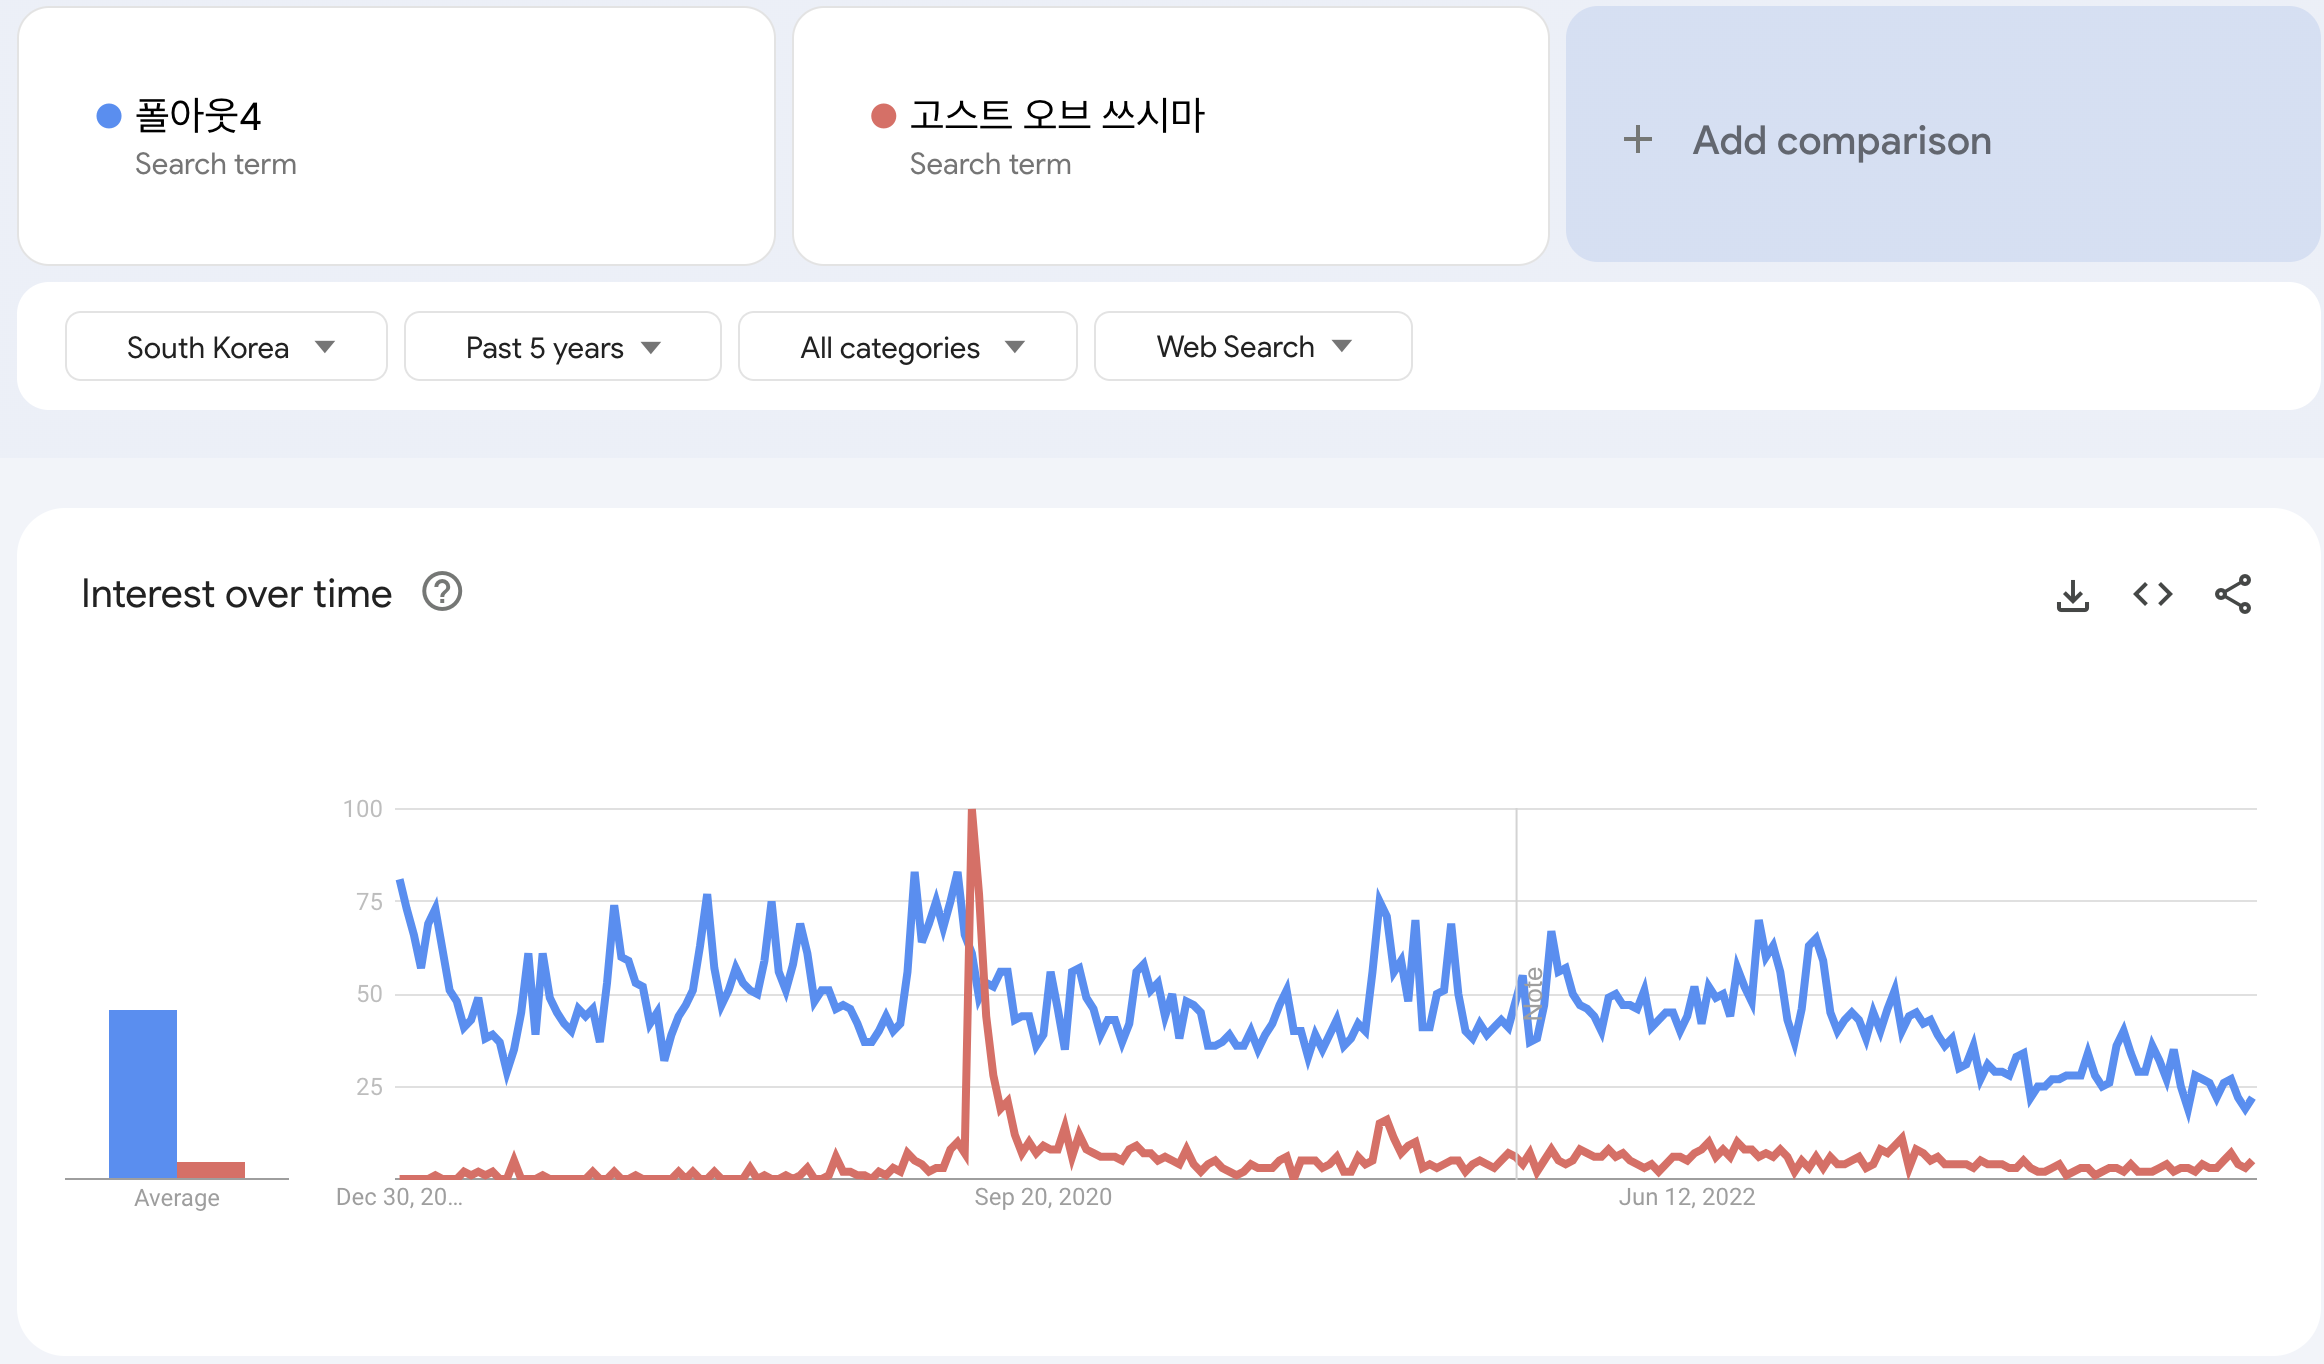 폴아웃4
Search term
고스트 오브 쓰시마
Search term
+ Add comparison
South Korea
Past 5 years
All categories
Web Search
Interest over time
100
75
50
25
Note
Average
Dec 30, 20...
Sep 20, 2020
Jun 12, 2022